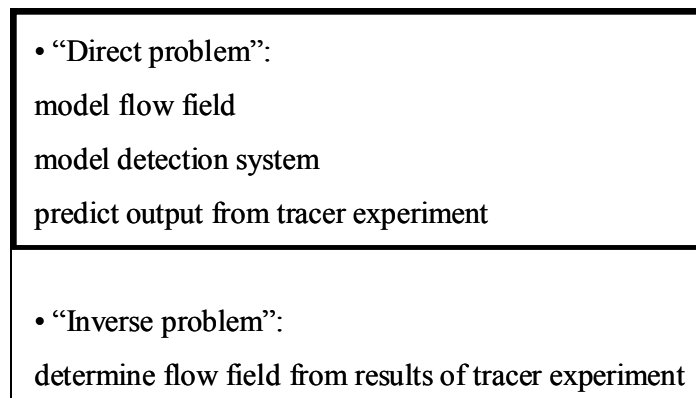 • “Direct problem”:
model flow field
model detection system
predict output from tracer experiment
• “Inverse problem”:
determine flow field from results of tracer experiment